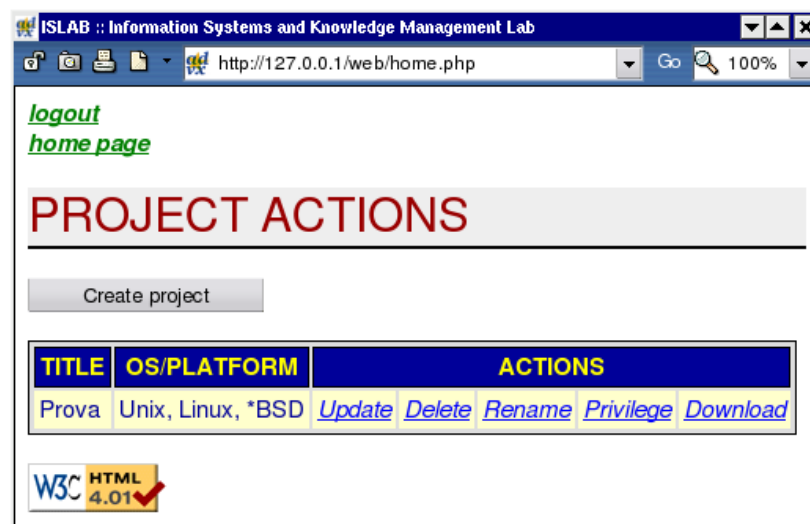 ISLAB :: Information Systems and Knowledge Management Lab
http://127.0.0.1/web/home.php Go 100%
logout
home page
PROJECT ACTIONS
Create project
TITLE OS/PLATFORM ACTIONS
Prova Unix, Linux, *BSD Update Delete Rename Privilege Download
W3C HTML
4.01